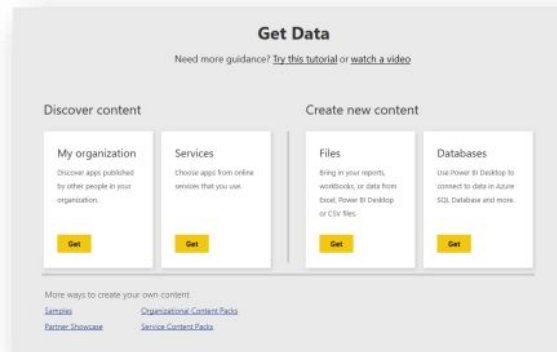 Get Data
Need more guidance? Try this tutorial or watch a video
Discover content
Create new content
My organization
Discover apps published
by other people in your
organization.
Get
Services
Choose apps from online
services that you use.
Get
Files
Bring in your reports,
workbooks, or data from
Excel, Power BI Desktop
or CSV files.
Get
Databases
Use Power BI Desktop to
connect to data in Azure
SQL Database and more.
Get
More ways to create your own content
Samples
Organizational Content Packs
Partner Showcase
Service Content Packs